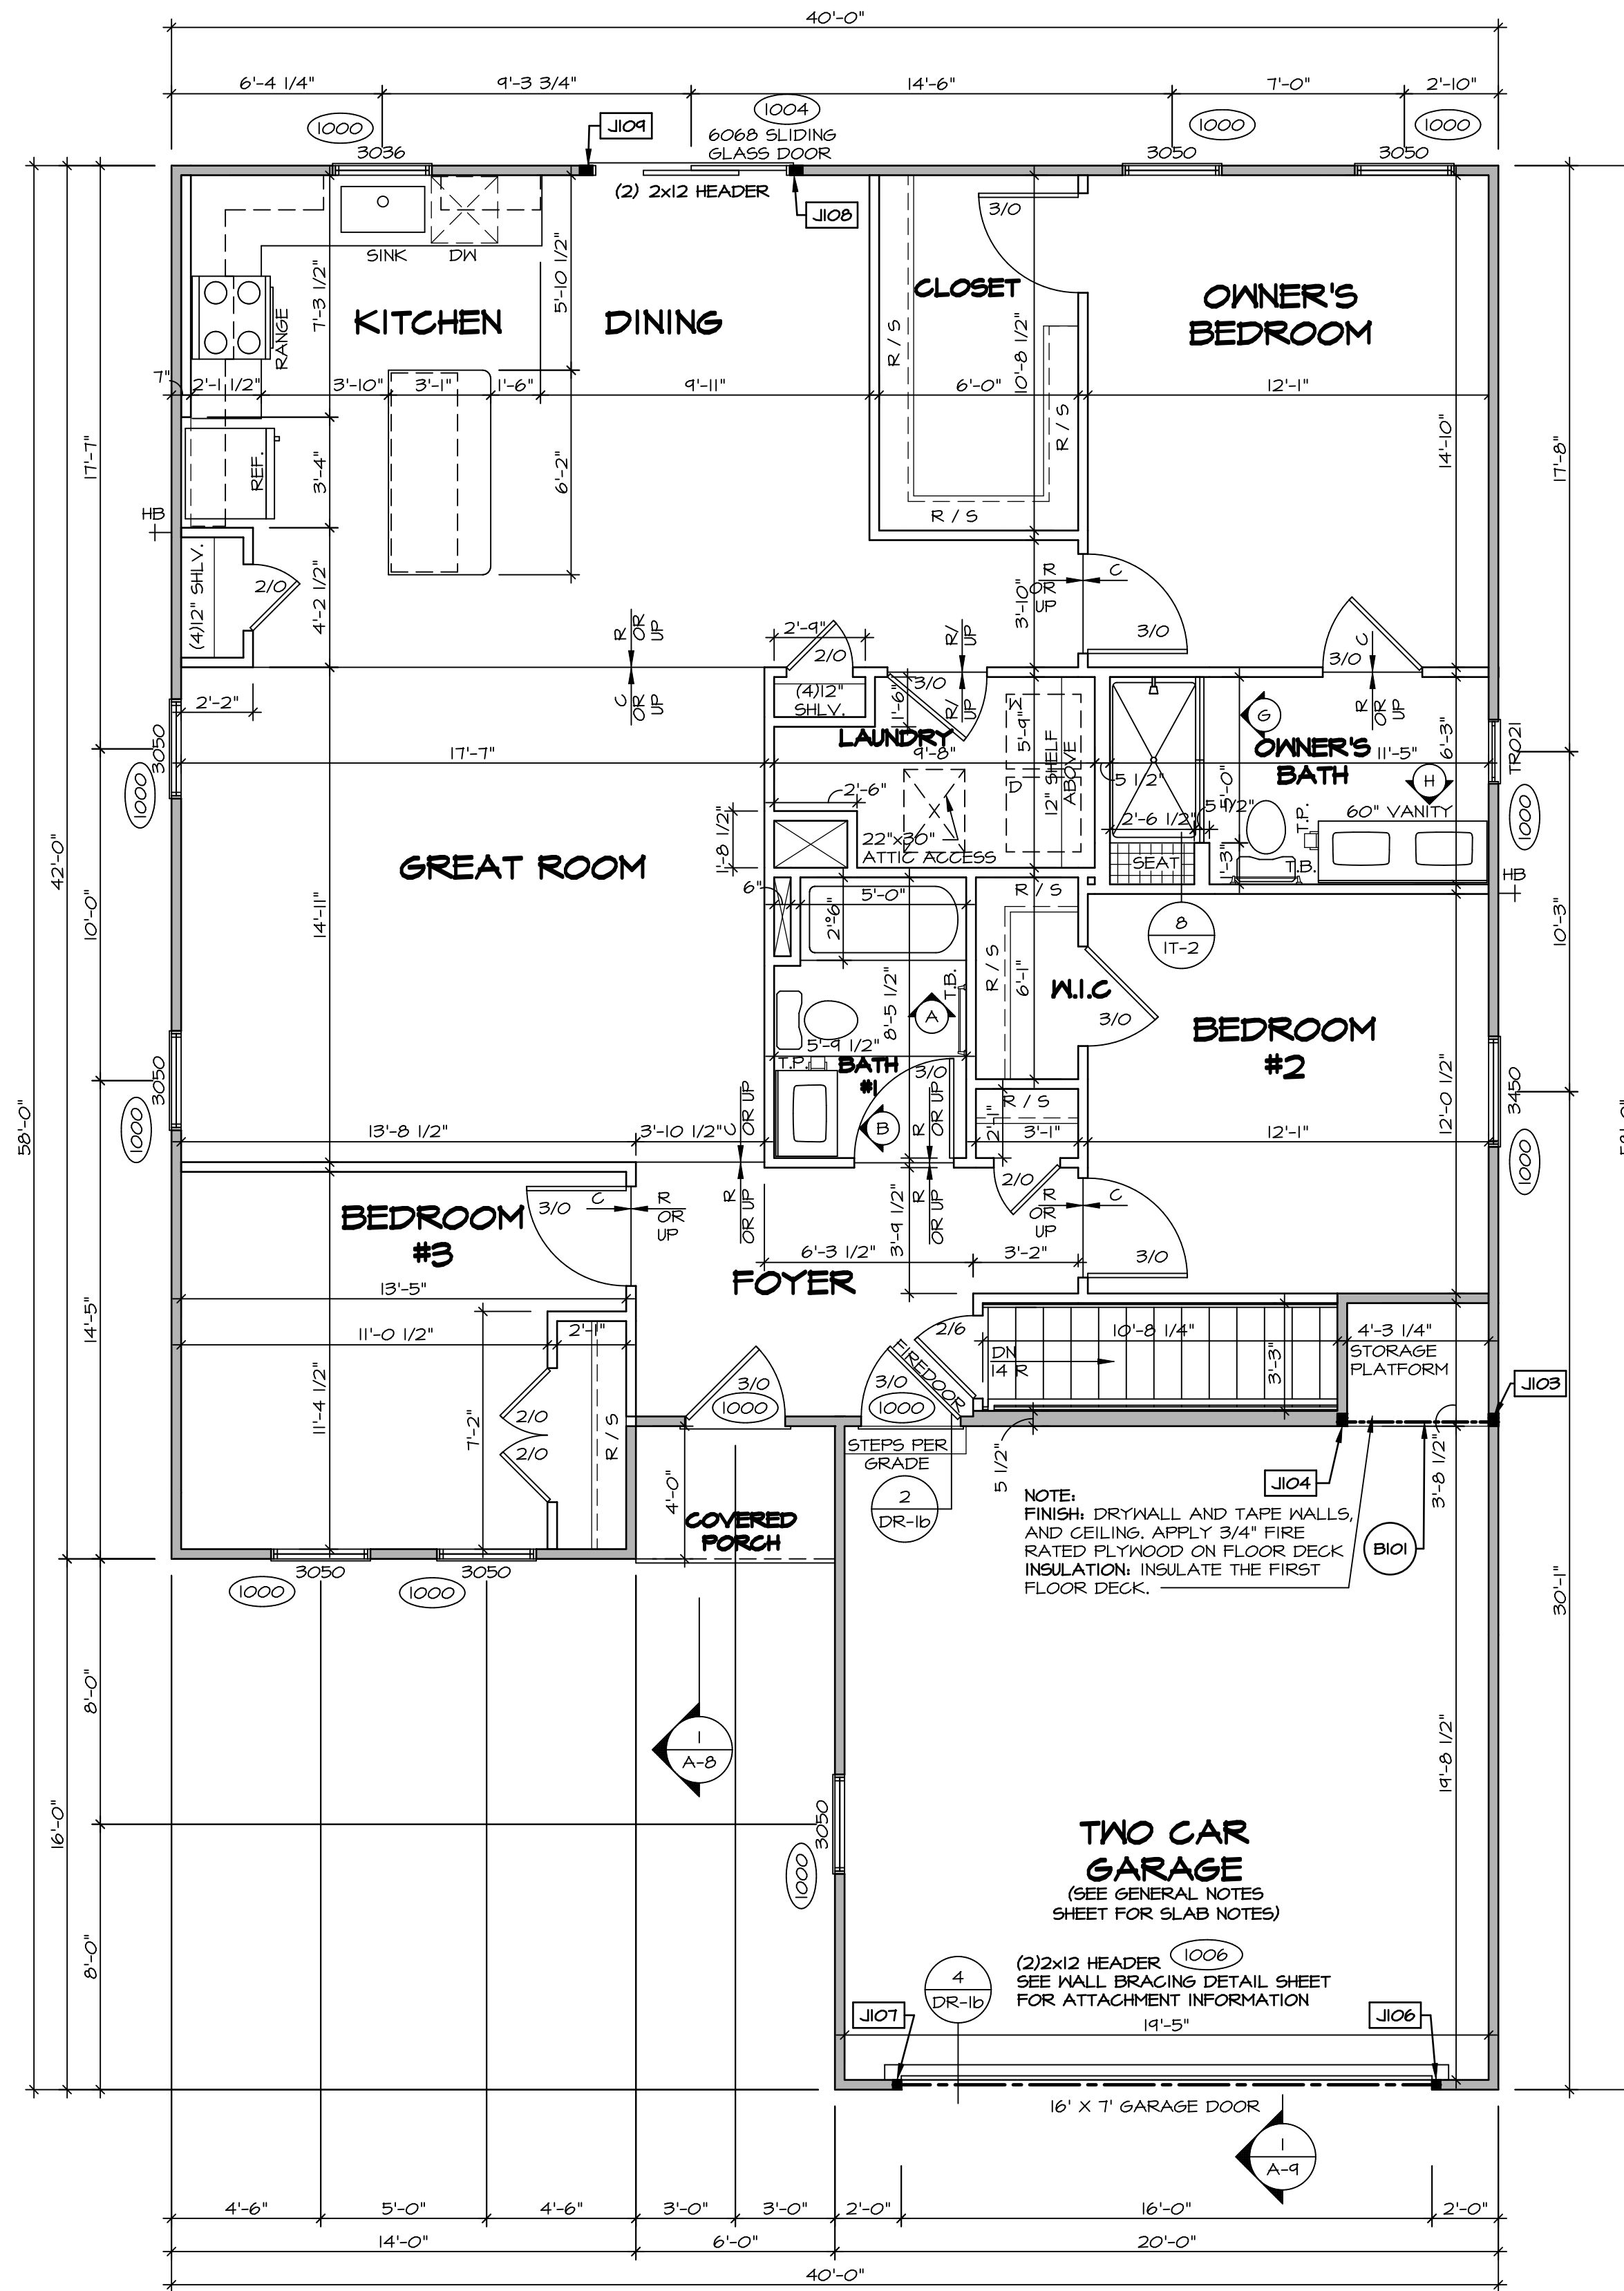 40'-0"
6'-4 1/4"
9'-3 3/4"
14'-6"
7'-0"
2'-10"
1000
J109
1004
6068 SLIDING
GLASS DOOR
1000
1000
3036
3050
3050
(2) 2x12 HEADER
J108
3/0
SINK
DW
RANGE
7'-3 1/2"
5'-10 1/2"
KITCHEN
DINING
CLOSET
R / S
10'-8 1/2"
OWNER'S
BEDROOM
7"
2'-1 1/2"
3'-10"
3'-1"
1'-6"
9'-11"
6'-0"
12'-1"
R / S
14'-10"
17'-7"
17'-8"
REF.
3'-4"
6'-2"
R / S
HB
(4)12" SHLV.
2/0
4'-2 1/2"
R
OR UP
C
OR UP
3'-10"
R
OR
UP
C
3/0
2'-9"
2/0
R/
UP
R/
UP
3/0
C
R
OR UP
2'-2"
(4)12"
SHLV.
1'-6"
3/0
W
5'-9"
D
12" SHELF
ABOVE
G
LAUNDRY
OWNER'S
BATH
6'-3"
TR021
3050
1000
17'-7"
9'-8"
5 1/2"
11'-5"
H
5'-0"
2'-6"
1'-8 1/2"
22"x30"
ATTIC ACCESS
2'-6 1/2"
5 1/2"
T.P.
60" VANITY
1000
42'-0"
GREAT ROOM
SEAT
1'-3"
T.B.
HB
6"
5'-0"
2'-6"
R / S
8
IT-2
10'-0"
14'-11"
10'-3"
R / S
6'-1"
W.I.C
3/0
T.B.
A
8'-5 1/2"
5'-9 1/2"
T.P.
BATH
#1
3/0
BEDROOM
#2
3050
1000
3450
1000
58'-0"
12'-0 1/2"
C
OR UP
R
OR UP
R / S
B
2'-1"
3'-1"
13'-8 1/2"
3'-10 1/2"
12'-1"
2/0
R
OR UP
R
OR UP
3'-9 1/2"
R
OR
UP
C
3/0
BEDROOM
#3
3/0
C
R
OR
UP
6'-3 1/2"
3'-2"
FOYER
13'-5"
14'-5"
11'-0 1/2"
2'-1"
2/6
FIREDOOR
DN
14 R
10'-8 1/4"
3'-3"
4'-3 1/4"
STORAGE
PLATFORM
J103
3/0
1000
3/0
1000
11'-4 1/2"
7'-2"
2/0
2/0
R / S
STEPS PER
GRADE
5 1/2"
J104
3'-8 1/2"
4'-0"
2
DR-1b
COVERED
PORCH
NOTE:
FINISH: DRYWALL AND TAPE WALLS,
AND CEILING. APPLY 3/4" FIRE
RATED PLYWOOD ON FLOOR DECK
INSULATION: INSULATE THE FIRST
FLOOR DECK.
B101
30'-1"
3050
3050
1000
1000
8'-0"
1
A-8
19'-8 1/2"
16'-0"
3050
1000
TWO CAR
GARAGE
(SEE GENERAL NOTES
SHEET FOR SLAB NOTES)
8'-0"
4
DR-1b
(2)2x12 HEADER
1006
SEE WALL BRACING DETAIL SHEET
FOR ATTACHMENT INFORMATION
J107
J106
19'-5"
16' X 7' GARAGE DOOR
1
A-9
4'-6"
5'-0"
4'-6"
3'-0"
3'-0"
2'-0"
16'-0"
2'-0"
14'-0"
6'-0"
20'-0"
40'-0"